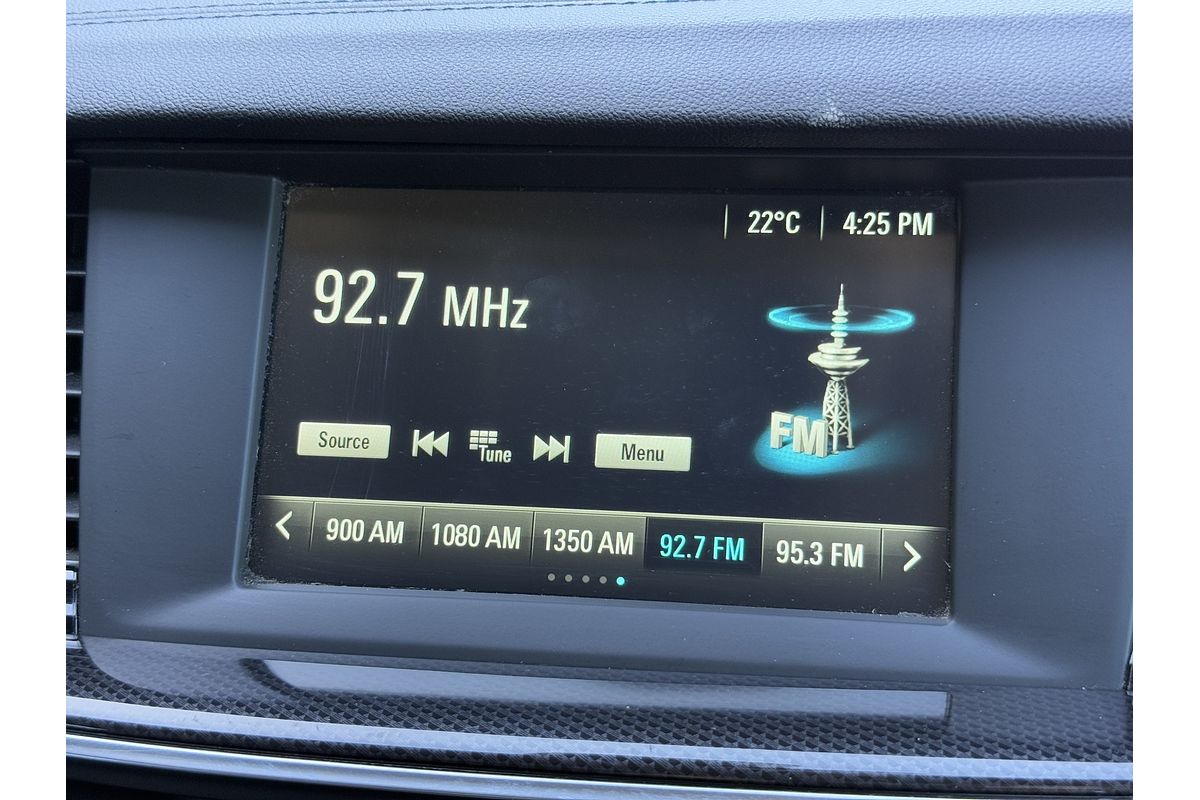 22°C 4:25 PM
92.7 MHz
FM
Source Tune Menu
900 AM 1080 AM 1350 AM 92.7 FM 95.3 FM